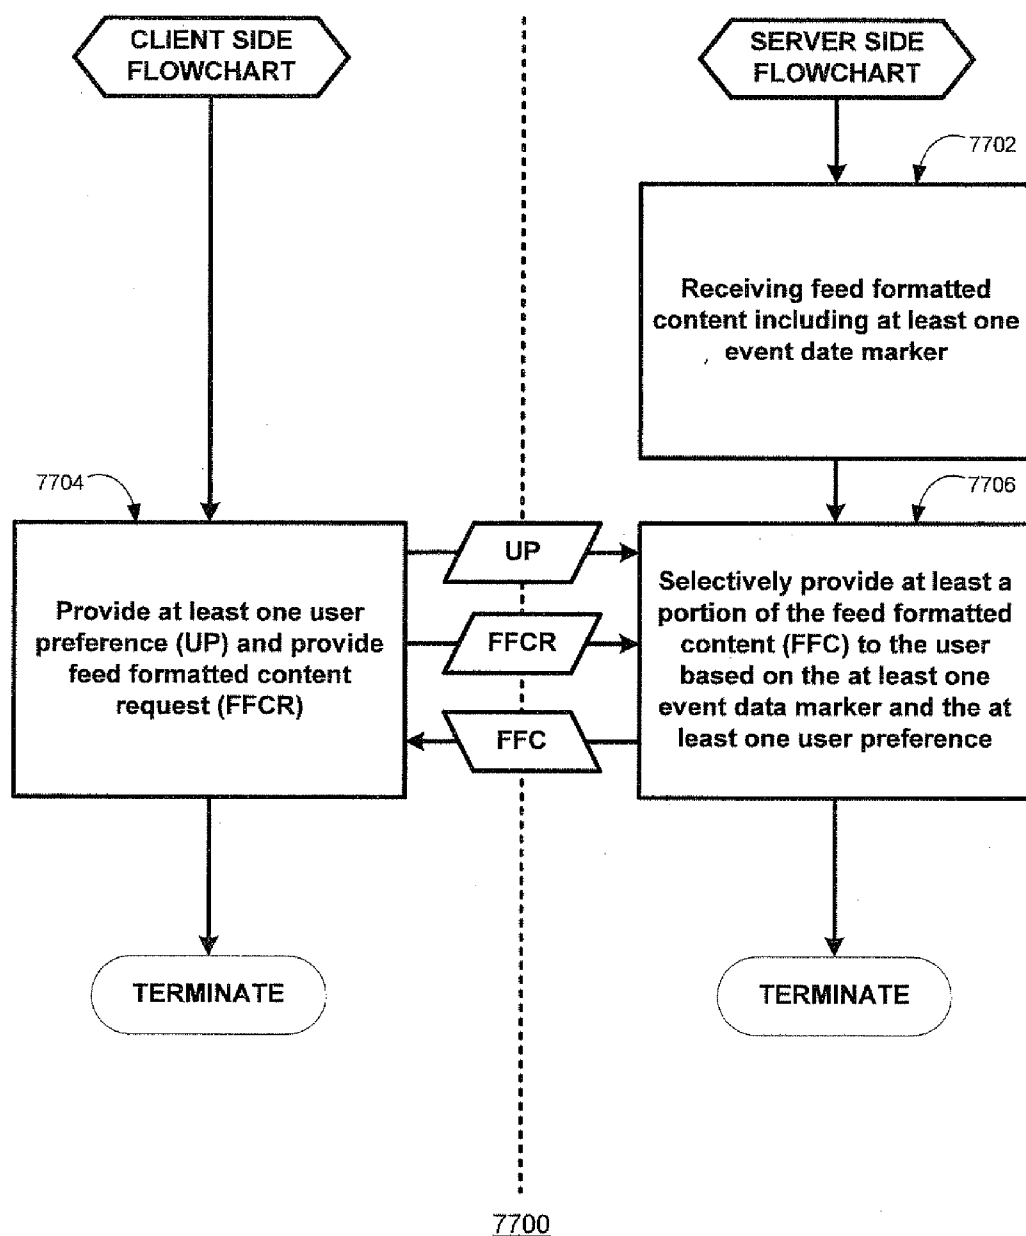 CLIENT SIDE
FLOWCHART
SERVER SIDE
FLOWCHART
7702
Receiving feed formatted
content including at least one
event date marker
7704
7706
Provide at least one user
preference (UP) and provide
feed formatted content
request (FFCR)
UP
FFCR
FFC
Selectively provide at least a
portion of the feed formatted
content (FFC) to the user
based on the at least one
event data marker and the at
least one user preference
TERMINATE
TERMINATE
7700